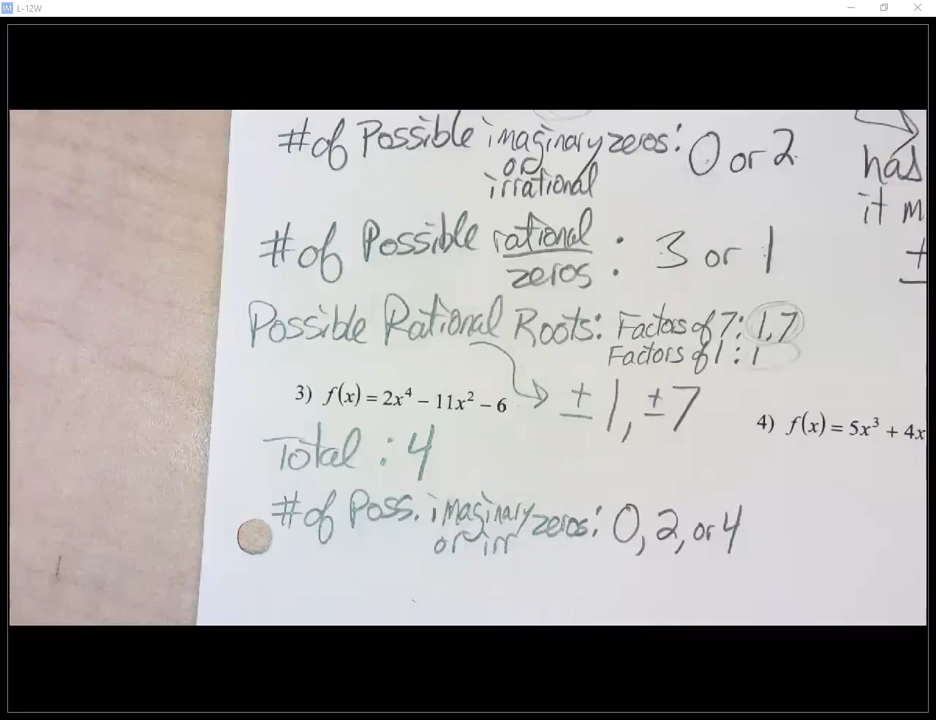 L-12W
# of Possible imaginary zeros: 0 or 2
or
irrational
has
it m
# of Possible rational zeros: 3 or 1
±
Possible Rational Roots: Factors of 7: 1, 7
Factors of 1: 1
± 1, ± 7
3) f(x) = 2x⁴ − 11x² − 6
4) f(x) = 5x³ + 4x
Total: 4
# of Poss. imaginary zeros: 0, 2, or 4
or irr